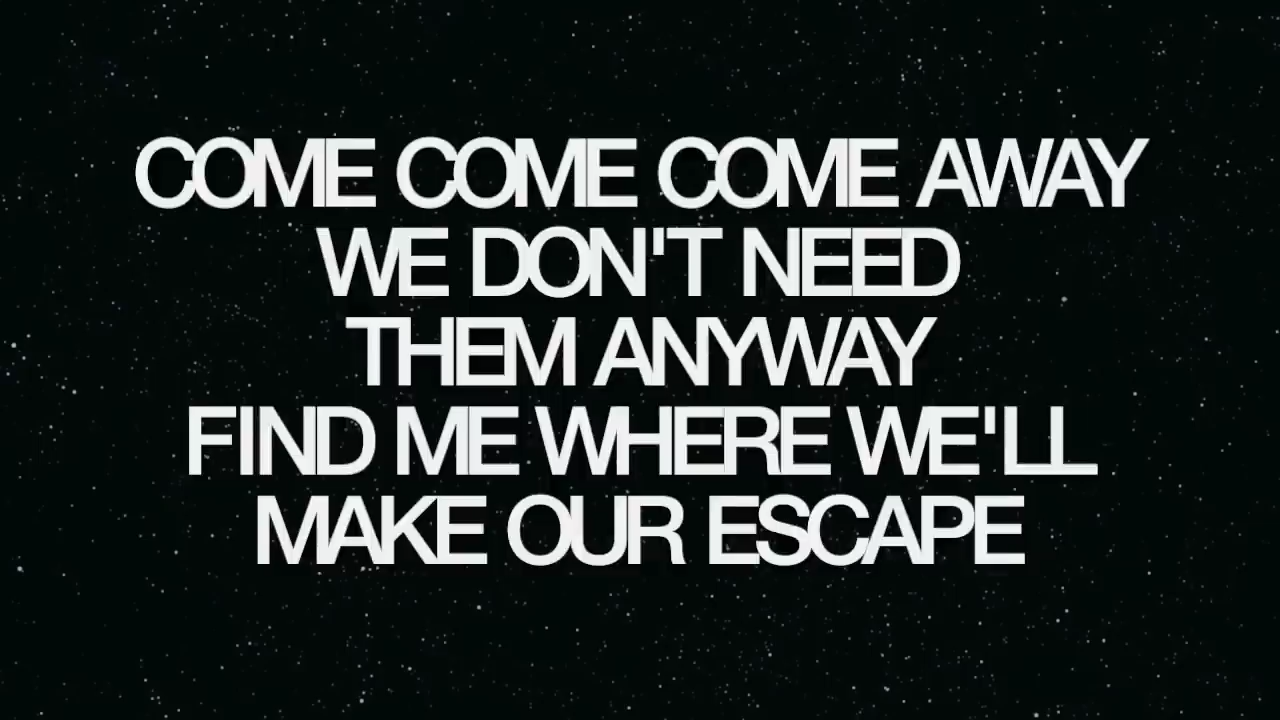 COME COME COME AWAY
WE DON'T NEED
THEM ANYWAY
FIND ME WHERE WE'LL
MAKE OUR ESCAPE